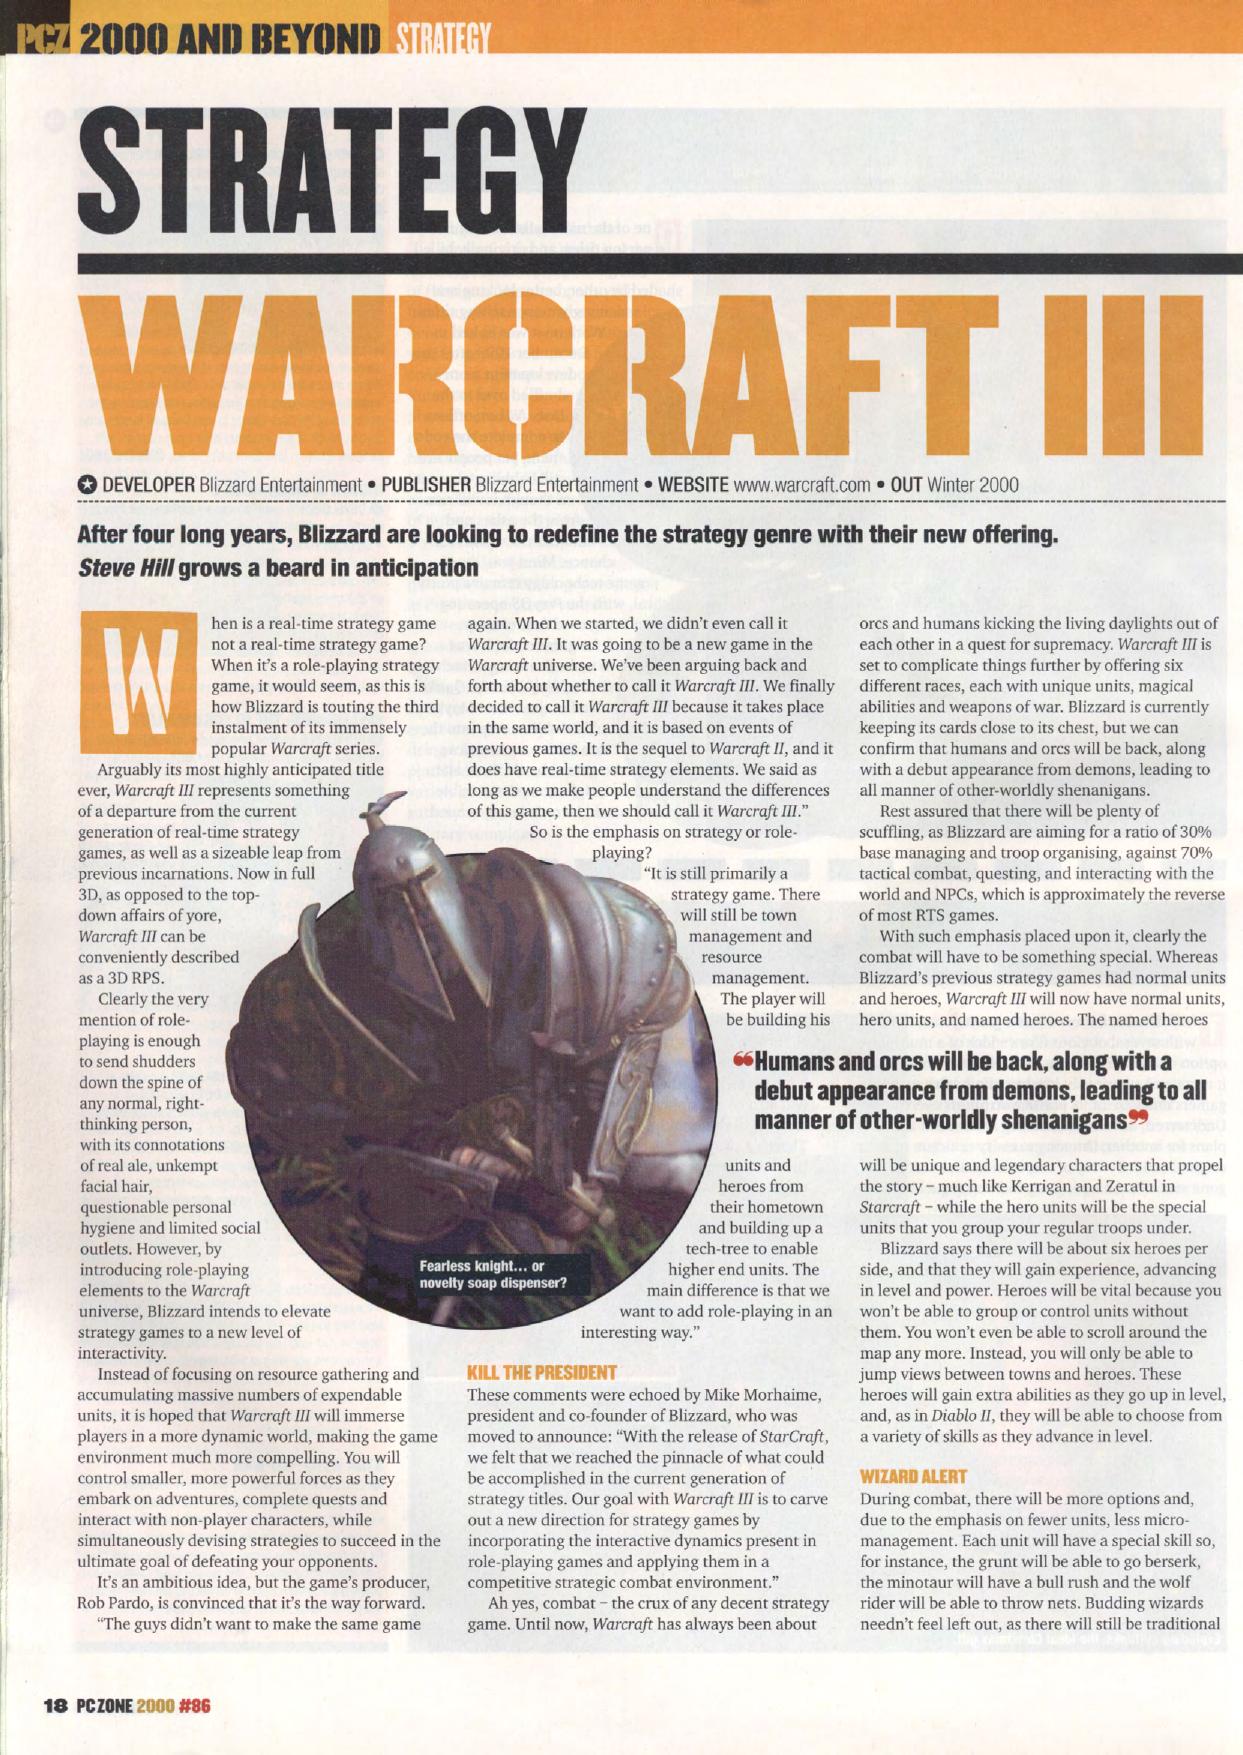 PCZ 2000 AND BEYOND STRATEGY
STRATEGY
WARCRAFT III
DEVELOPER Blizzard Entertainment • PUBLISHER Blizzard Entertainment • WEBSITE www.warcraft.com • OUT Winter 2000
After four long years, Blizzard are looking to redefine the strategy genre with their new offering.
Steve Hill grows a beard in anticipation
When is a real-time strategy game
not a real-time strategy game?
When it's a role-playing strategy
game, it would seem, as this is
how Blizzard is touting the third
instalment of its immensely
popular Warcraft series.
Arguably its most highly anticipated title
ever, Warcraft III represents something
of a departure from the current
generation of real-time strategy
games, as well as a sizeable leap from
previous incarnations. Now in full
3D, as opposed to the top-
down affairs of yore,
Warcraft III can be
conveniently described
as a 3D RPS.
Clearly the very
mention of role-
playing is enough
to send shudders
down the spine of
any normal, right-
thinking person,
with its connotations
of real ale, unkempt
facial hair,
questionable personal
hygiene and limited social
outlets. However, by
introducing role-playing
elements to the Warcraft
universe, Blizzard intends to elevate
strategy games to a new level of
interactivity.
Instead of focusing on resource gathering and
accumulating massive numbers of expendable
units, it is hoped that Warcraft III will immerse
players in a more dynamic world, making the game
environment much more compelling. You will
control smaller, more powerful forces as they
embark on adventures, complete quests and
interact with non-player characters, while
simultaneously devising strategies to succeed in the
ultimate goal of defeating your opponents.
It's an ambitious idea, but the game's producer,
Rob Pardo, is convinced that it's the way forward.
"The guys didn't want to make the same game
again. When we started, we didn't even call it
Warcraft III. It was going to be a new game in the
Warcraft universe. We've been arguing back and
forth about whether to call it Warcraft III. We finally
decided to call it Warcraft III because it takes place
in the same world, and it is based on events of
previous games. It is the sequel to Warcraft II, and it
does have real-time strategy elements. We said as
long as we make people understand the differences
of this game, then we should call it Warcraft III."
So is the emphasis on strategy or role-
playing?
"It is still primarily a
strategy game. There
will still be town
management and
resource
management.
The player will
be building his
units and
heroes from
their hometown
and building up a
tech-tree to enable
higher end units. The
main difference is that we
want to add role-playing in an
interesting way."
Fearless knight... or
novelty soap dispenser?
KILL THE PRESIDENT
These comments were echoed by Mike Morhaime,
president and co-founder of Blizzard, who was
moved to announce: "With the release of StarCraft,
we felt that we reached the pinnacle of what could
be accomplished in the current generation of
strategy titles. Our goal with Warcraft III is to carve
out a new direction for strategy games by
incorporating the interactive dynamics present in
role-playing games and applying them in a
competitive strategic combat environment."
Ah yes, combat – the crux of any decent strategy
game. Until now, Warcraft has always been about
orcs and humans kicking the living daylights out of
each other in a quest for supremacy. Warcraft III is
set to complicate things further by offering six
different races, each with unique units, magical
abilities and weapons of war. Blizzard is currently
keeping its cards close to its chest, but we can
confirm that humans and orcs will be back, along
with a debut appearance from demons, leading to
all manner of other-worldly shenanigans.
Rest assured that there will be plenty of
scuffling, as Blizzard are aiming for a ratio of 30%
base managing and troop organising, against 70%
tactical combat, questing, and interacting with the
world and NPCs, which is approximately the reverse
of most RTS games.
With such emphasis placed upon it, clearly the
combat will have to be something special. Whereas
Blizzard's previous strategy games had normal units
and heroes, Warcraft III will now have normal units,
hero units, and named heroes. The named heroes
"Humans and orcs will be back, along with a
debut appearance from demons, leading to all
manner of other-worldly shenanigans"
will be unique and legendary characters that propel
the story – much like Kerrigan and Zeratul in
Starcraft – while the hero units will be the special
units that you group your regular troops under.
Blizzard says there will be about six heroes per
side, and that they will gain experience, advancing
in level and power. Heroes will be vital because you
won't be able to group or control units without
them. You won't even be able to scroll around the
map any more. Instead, you will only be able to
jump views between towns and heroes. These
heroes will gain extra abilities as they go up in level,
and, as in Diablo II, they will be able to choose from
a variety of skills as they advance in level.
WIZARD ALERT
During combat, there will be more options and,
due to the emphasis on fewer units, less micro-
management. Each unit will have a special skill so,
for instance, the grunt will be able to go berserk,
the minotaur will have a bull rush and the wolf
rider will be able to throw nets. Budding wizards
needn't feel left out, as there will still be traditional
18 PCZONE 2000 #86